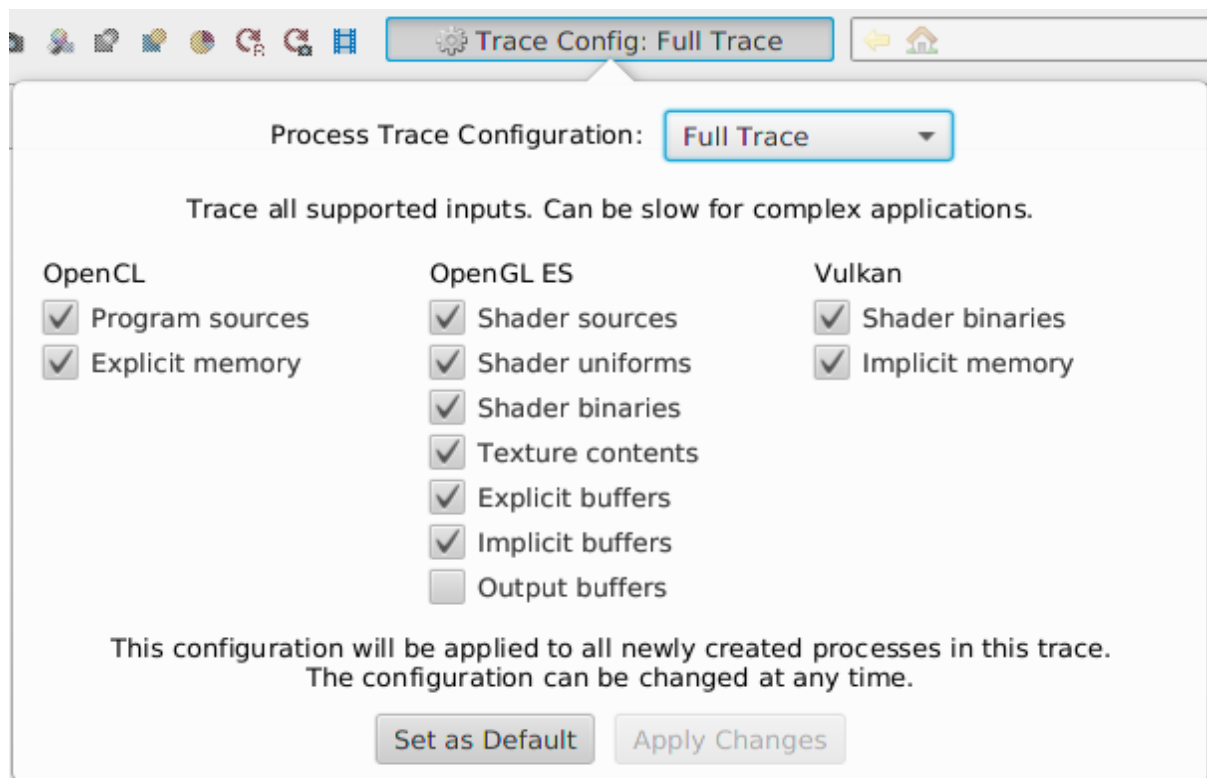 Trace Config: Full Trace
Process Trace Configuration: Full Trace
Trace all supported inputs. Can be slow for complex applications.
OpenCL
Program sources
Explicit memory
OpenGL ES
Shader sources
Shader uniforms
Shader binaries
Texture contents
Explicit buffers
Implicit buffers
Output buffers
Vulkan
Shader binaries
Implicit memory
This configuration will be applied to all newly created processes in this trace.
The configuration can be changed at any time.
Set as Default
Apply Changes